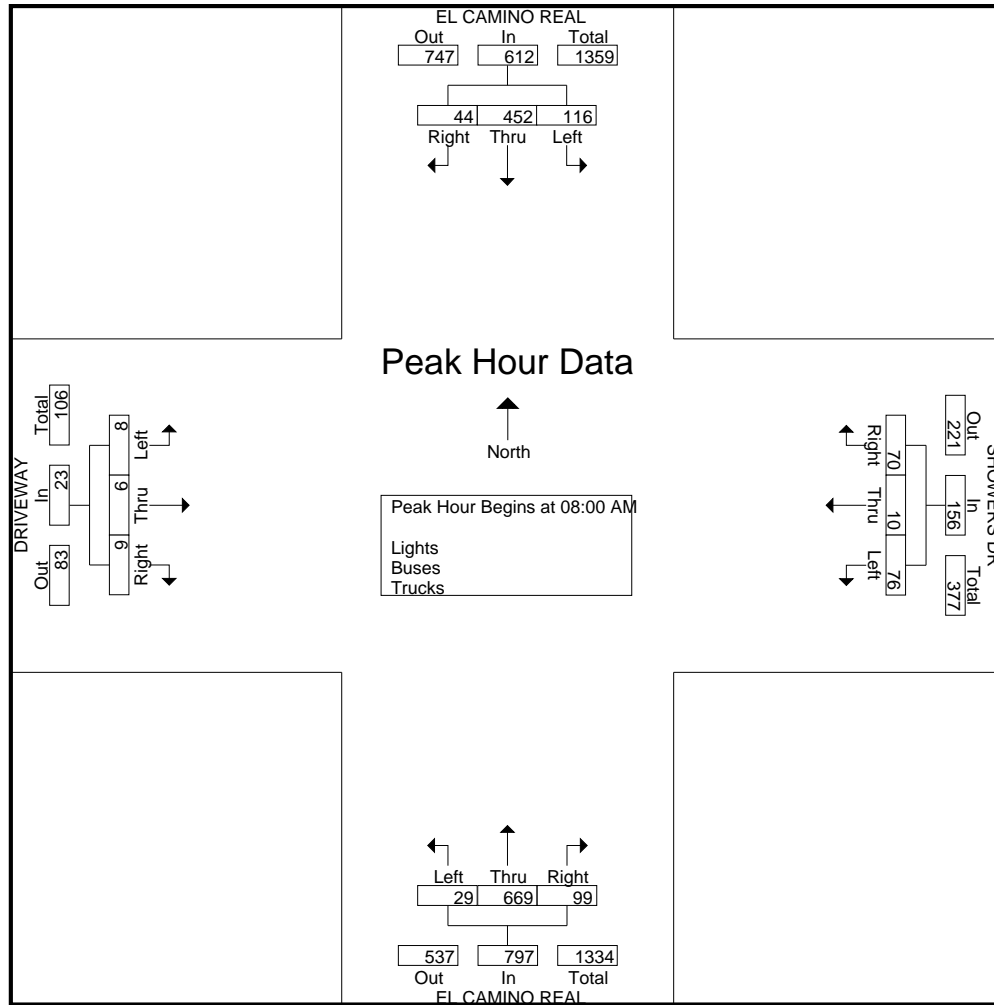 EL CAMINO REAL
Out In Total
747 612 1359
44 452 116
Right Thru Left
Peak Hour Data
North
Peak Hour Begins at 08:00 AM
Lights
Buses
Trucks
DRIVEWAY
Out In Total
83 23 106
8 6 9
Left Thru Right
SHOWERS DR
Out In Total
221 156 377
70 10 76
Right Thru Left
Left Thru Right
29 669 99
537 797 1334
Out In Total
EL CAMINO REAL